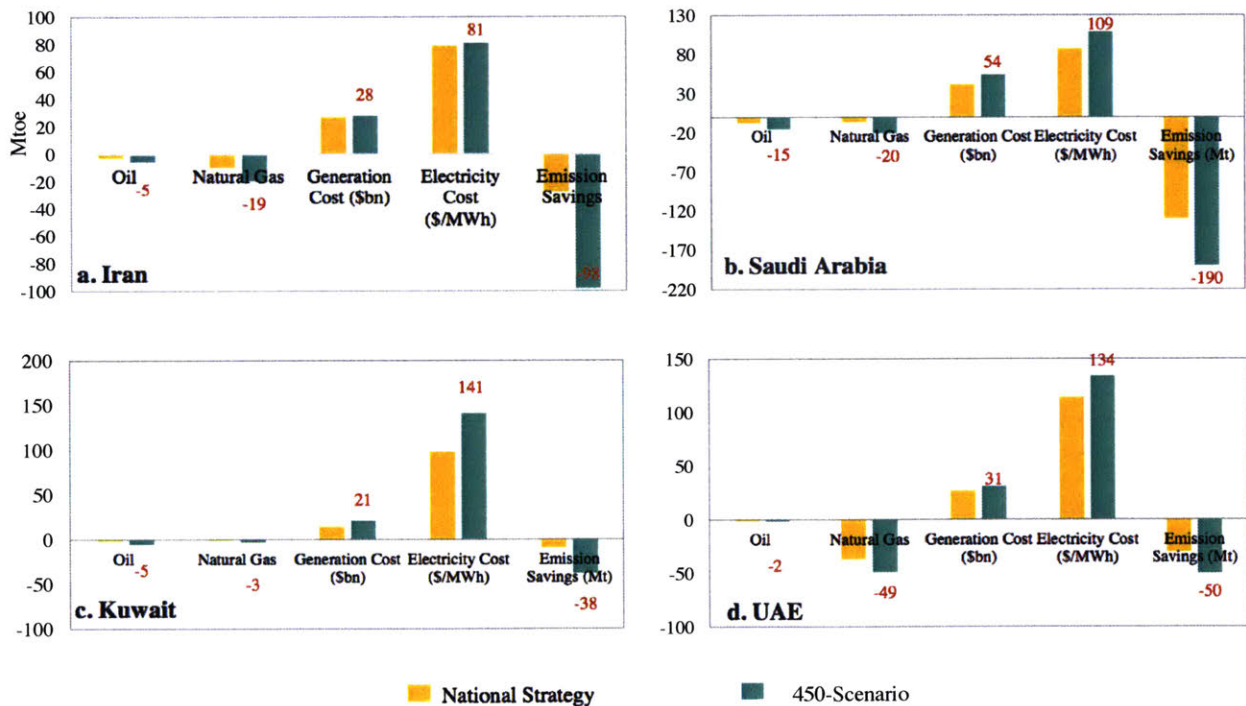 100
80
60
40
20
0
-20
-40
-60
-80
-100
Mtoe
81
28
Oil
-5
Natural Gas
-19
Generation
Cost ($bn)
Electricity
Cost
($/MWh)
Emission
Savings
-98
a. Iran
130
80
30
-20
-70
-120
-170
-220
109
54
Oil
-15
Natural Gas
-20
Generation Cost
($bn)
Electricity Cost
($/MWh)
Emission
Savings (Mt)
-190
b. Saudi Arabia
200
150
100
50
0
-50
-100
141
21
Oil
-5
Natural Gas
-3
Generation Cost
($bn)
Electricity Cost
($/MWh)
Emission
Savings (Mt)
-38
c. Kuwait
150
100
50
0
-50
-100
134
31
Oil
-2
Natural Gas
-49
Generation Cost
($bn)
Electricity Cost
($/MWh)
Emission
Savings (Mt)
-50
d. UAE
National Strategy
450-Scenario